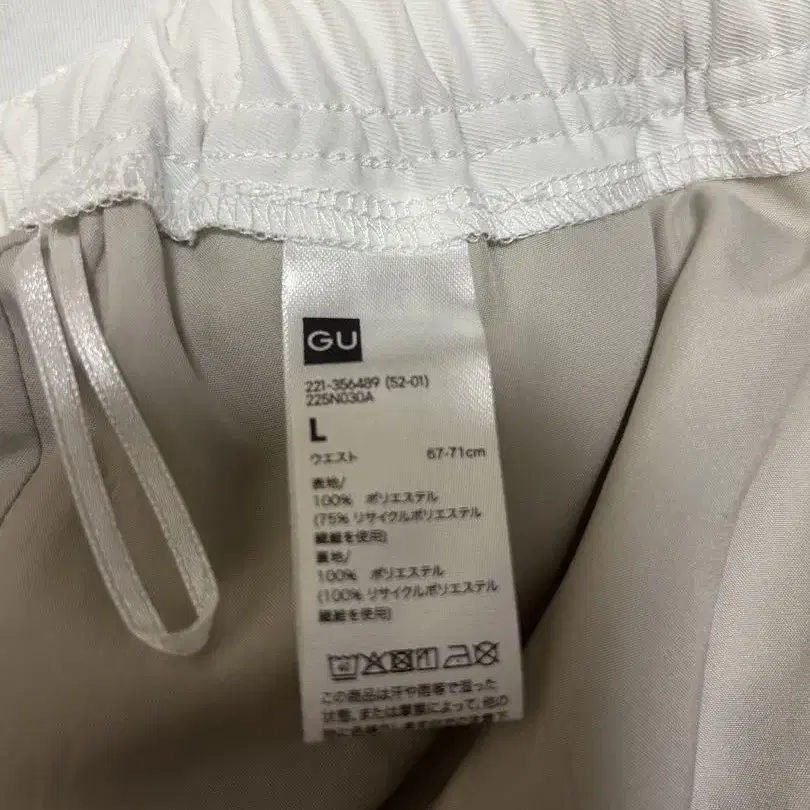 GU
221-356489 (52-01)
225N030A
L
ウエスト 67-71cm
表地/
100% ポリエステル
(75% リサイクルポリエステル
繊維を使用)
裏地/
100% ポリエステル
(100% リサイクルポリエステル
繊維を使用)
40
この商品は汗や雨等で湿った
状態、または摩擦によって、他の